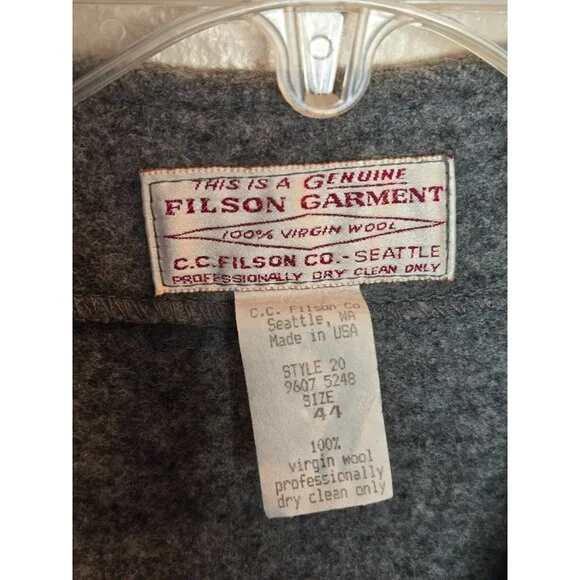 THIS IS A GENUINE
FILSON GARMENT
100% VIRGIN WOOL
C.C. FILSON CO. - SEATTLE
PROFESSIONALLY DRY CLEAN ONLY
C.C. Filson Co
Seattle, WA
Made in USA
STYLE 20
9607 5248
SIZE
44
100%
virgin wool
professionally
dry clean only